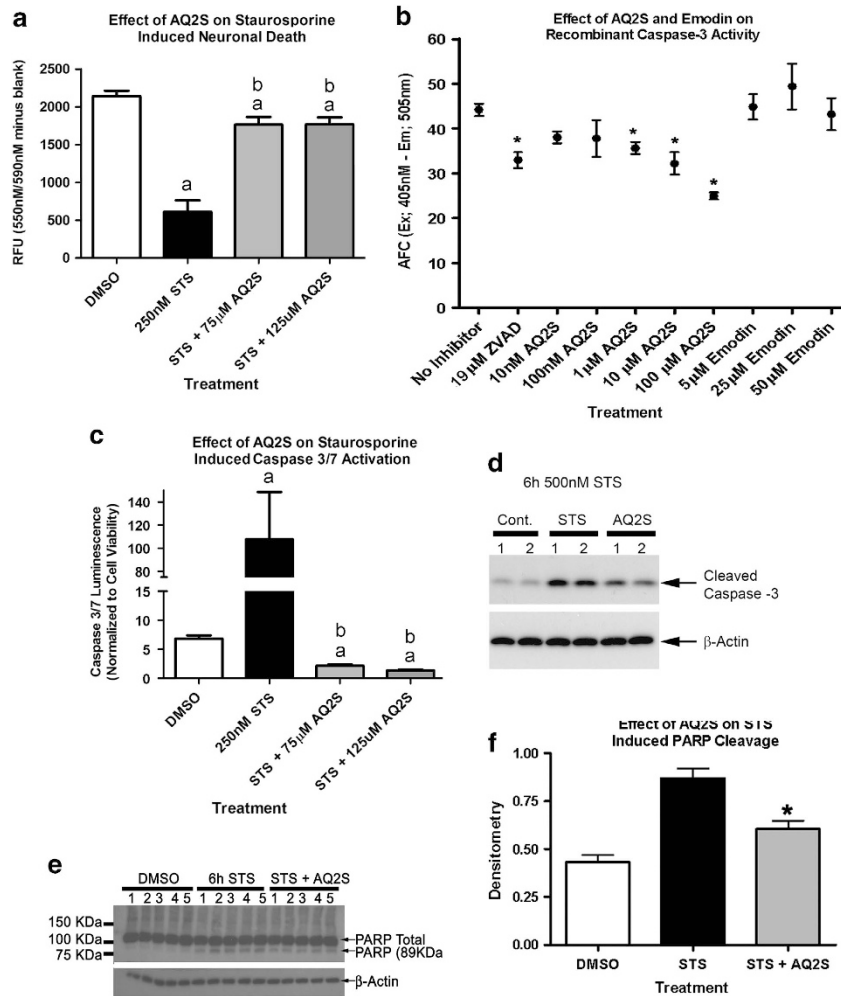 a
Effect of AQ2S on Staurosporine
Induced Neuronal Death
RFU (550nM/590nM minus blank)
2500
2000
1500
1000
500
0
a
b
a
b
a
DMSO
250nM STS
STS + 75µM AQ2S
STS + 125uM AQ2S
Treatment
b
Effect of AQ2 and Emodin on
Recombinant Caspase-3 Activity
AFC (Ex; 405nM - Em; 505nm)
60
50
40
30
20
10
0
*
*
*
*
No Inhibitor
19 µM ZVAD
10nM AQ2S
100nM AQ2S
1 µM AQ2S
10 µM AQ2S
100 µM AQ2S
5 µM Emodin
25 µM Emodin
50 µM Emodin
Treatment
c
Effect of AQ2S on Staurosporine
Induced Caspase 3/7 Activation
Caspase 3/7 Luminescence
(Normalized to Cell Viability)
140
120
100
80
15
10
5
0
a
b
a
b
a
DMSO
250nM STS
STS + 75µM AQ2S
STS + 125uM AQ2S
Treatment
d
6h 500nM STS
Cont. STS AQ2S
1 2 1 2 1 2
Cleaved
Caspase -3
β-Actin
e
DMSO 6h STS STS + AQ2S
1 2 3 4 5 1 2 3 4 5 1 2 3 4 5
150 KDa
100 KDa
75 KDa
PARP Total
PARP (89KDa
β-Actin
f
Effect of AQ2S on STS
Induced PARP Cleavage
Densitometry
1.00
0.75
0.50
0.25
0.00
*
DMSO
STS
STS + AQ2S
Treatment